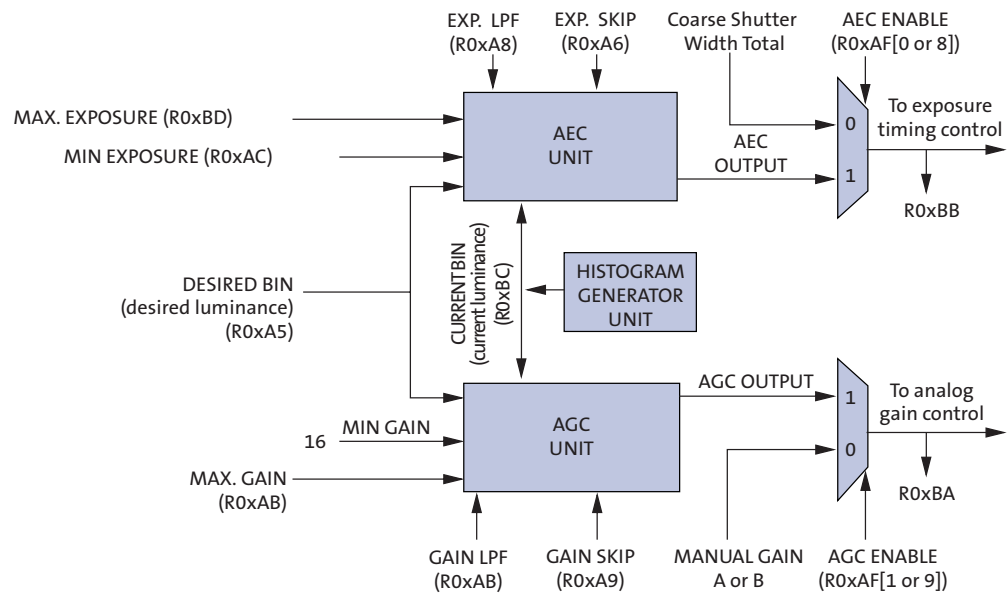 EXP. LPF
(R0xA8)
EXP. SKIP
(R0xA6)
Coarse Shutter
Width Total
AEC ENABLE
(R0xAF[0 or 8])
MAX. EXPOSURE (R0xBD)
MIN EXPOSURE (R0xAC)
AEC
UNIT
AEC
OUTPUT
0
1
To exposure
timing control
R0xBB
DESIRED BIN
(desired luminance)
(R0xA5)
CURRENT BIN
(current luminance)
(R0xBC)
HISTOGRAM
GENERATOR
UNIT
AGC OUTPUT
1
0
To analog
gain control
16
MIN GAIN
AGC
UNIT
MAX. GAIN
(R0xAB)
R0xBA
GAIN LPF
(R0xAB)
GAIN SKIP
(R0xA9)
MANUAL GAIN
A or B
AGC ENABLE
(R0xAF[1 or 9])